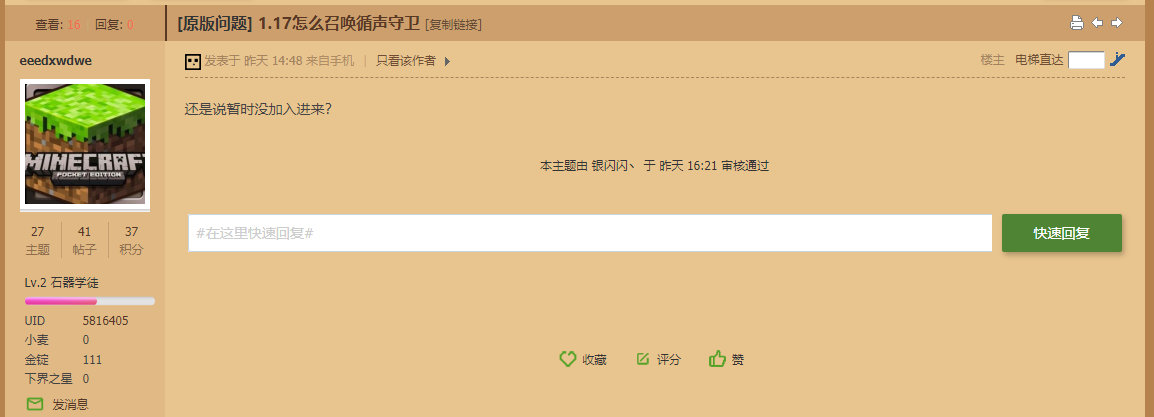 查看: 16 | 回复: 0
[原版问题] 1.17怎么召唤循声守卫 [复制链接]
eeedxwdwe
发表于 昨天 14:48 来自手机 | 只看该作者
楼主 电梯直达
MINECRAFT
POCKET EDITION
27 41 37
主题 帖子 积分
Lv.2 石器学徒
UID 5816405
小麦 0
金锭 111
下界之星 0
发消息
还是说暂时没加入进来?
本主题由 银闪闪丶 于 昨天 16:21 审核通过
#在这里快速回复#
快速回复
收藏 评分 赞